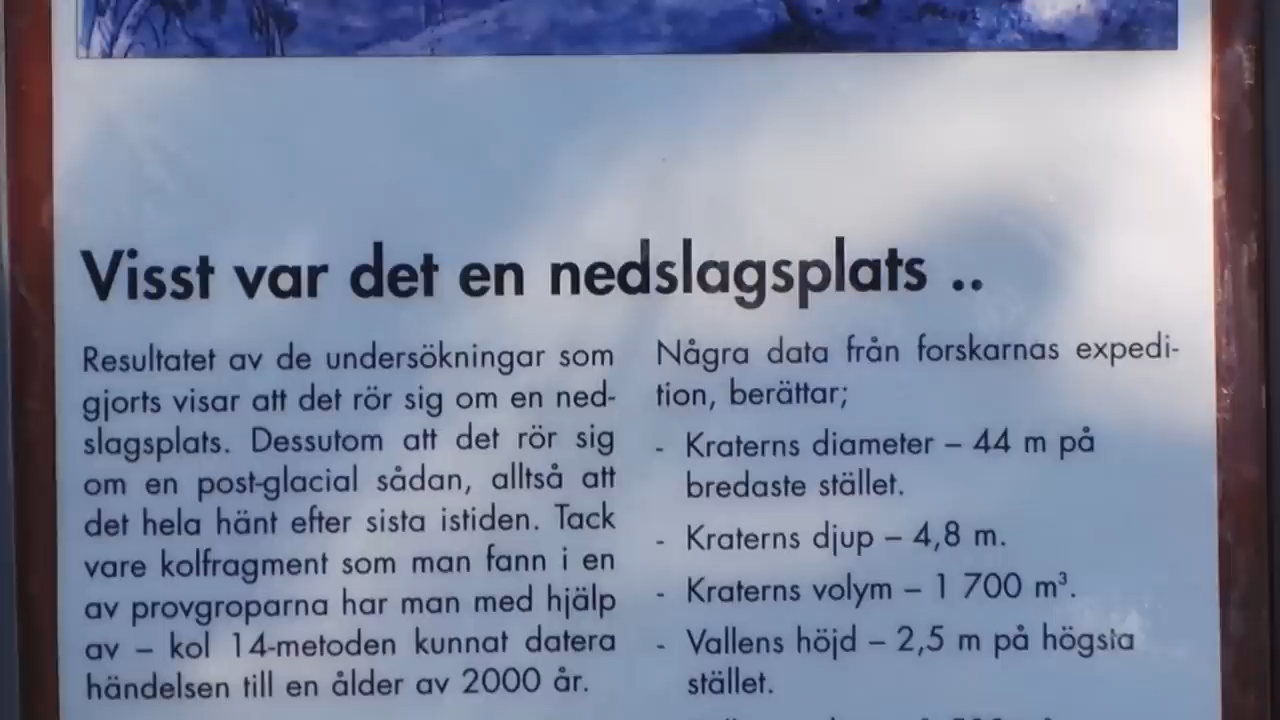 Visst var det en nedslagsplats ..
Resultatet av de undersökningar som
gjorts visar att det rör sig om en ned-
slagsplats. Dessutom att det rör sig
om en post-glacial sådan, alltså att
det hela hänt efter sista istiden. Tack
vare kolfragment som man fann i en
av provgroparna har man med hjälp
av – kol 14-metoden kunnat datera
händelsen till en ålder av 2000 år.
Några data från forskarnas expedi-
tion, berättar;
- Kraterns diameter – 44 m på
bredaste stället.
- Kraterns djup – 4,8 m.
- Kraterns volym – 1 700 m³.
- Vallens höjd – 2,5 m på högsta
stället.